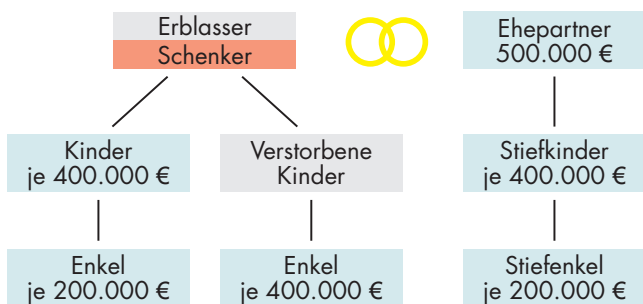 Erblasser
Schenker
Ehepartner
500.000 €
Kinder
je 400.000 €
Verstorbene
Kinder
Stiefkinder
je 400.000 €
Enkel
je 200.000 €
Enkel
je 400.000 €
Stiefenkel
je 200.000 €